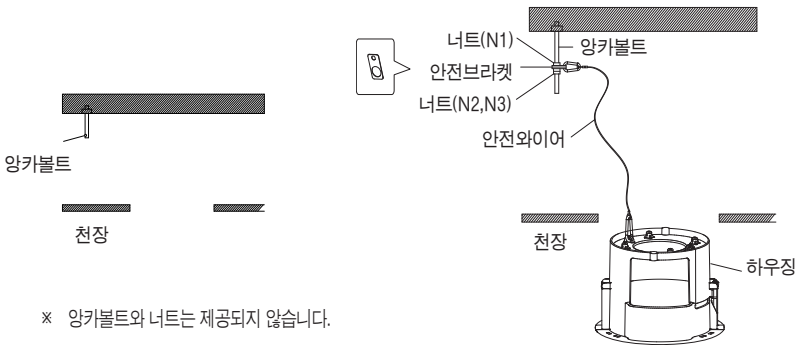 앙카볼트
천장
※ 앙카볼트와 너트는 제공되지 않습니다.
너트(N1)
앙카볼트
안전브라켓
너트(N2,N3)
안전와이어
천장
하우징